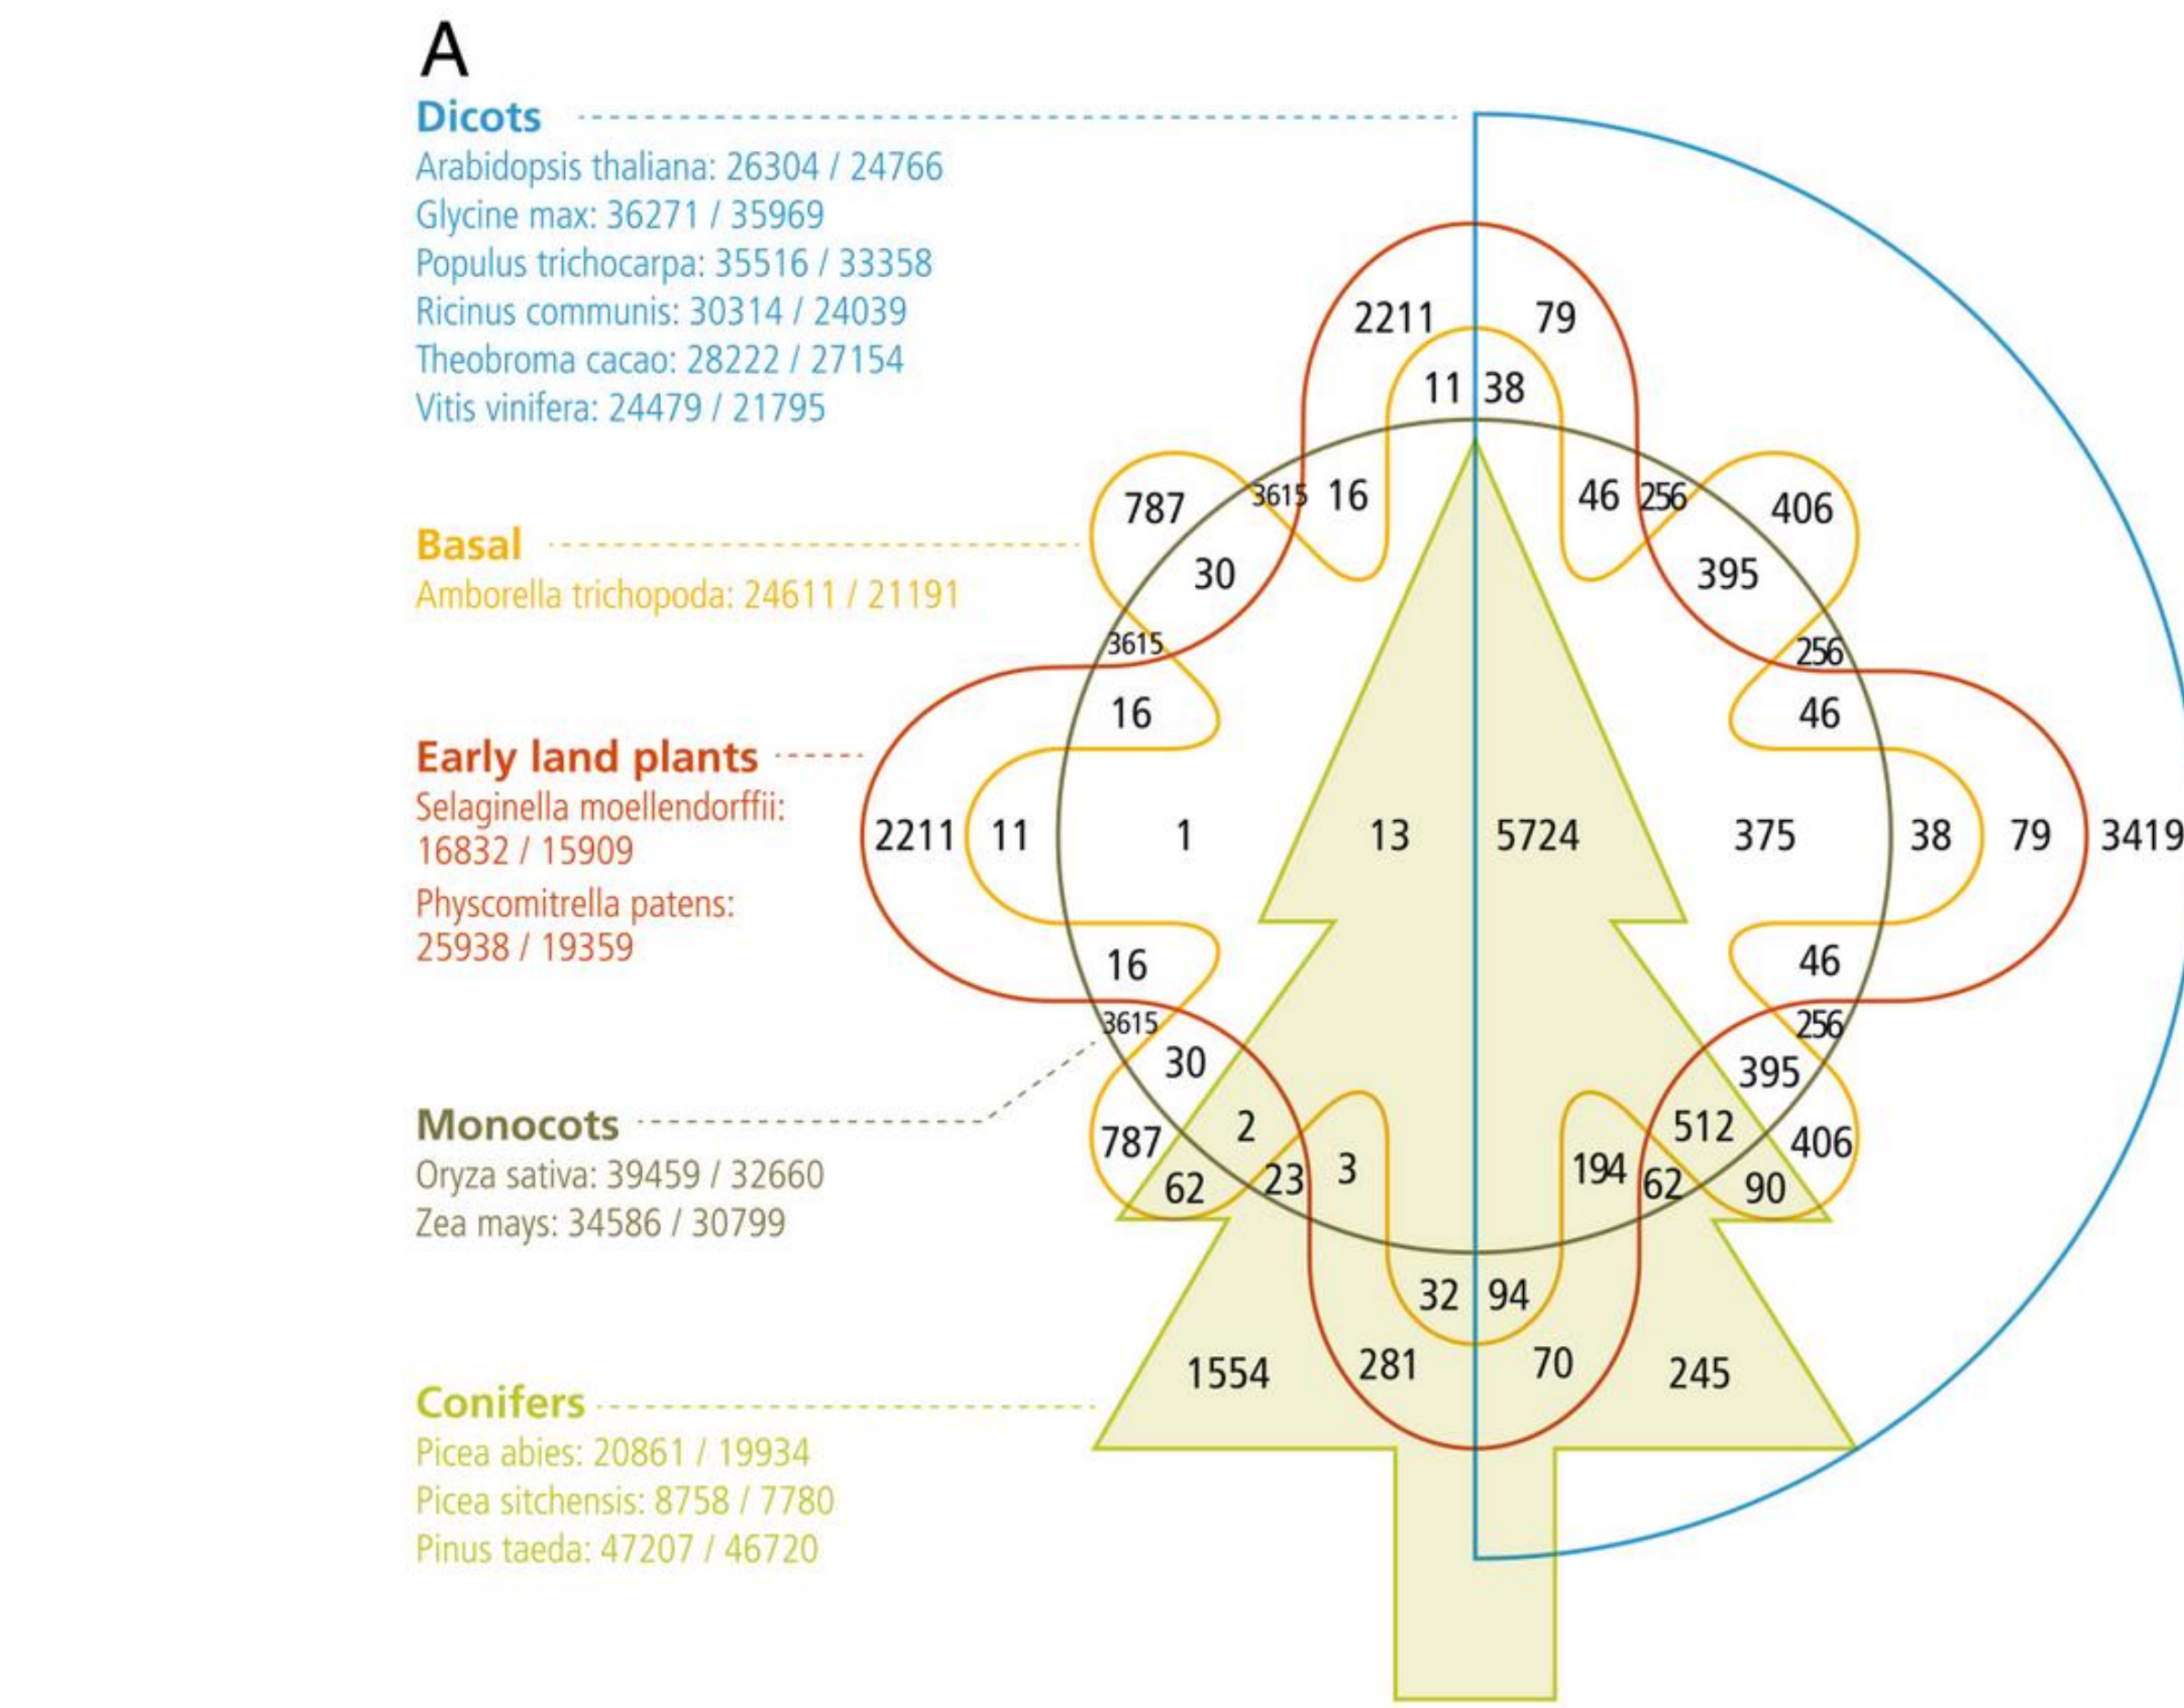 A
Dicots
Arabidopsis thaliana: 26304 / 24766
Glycine max: 36271 / 35969
Populus trichocarpa: 35516 / 33358
Ricinus communis: 30314 / 24039
Theobroma cacao: 28222 / 27154
Vitis vinifera: 24479 / 21795
Basal
Amborella trichopoda: 24611 / 21191
Early land plants
Selaginella moellendorffii:
16832 / 15909
Physcomitrella patens:
25938 / 19359
Monocots
Oryza sativa: 39459 / 32660
Zea mays: 34586 / 30799
Conifers
Picea abies: 20861 / 19934
Picea sitchensis: 8758 / 7780
Pinus taeda: 47207 / 46720
2211 79
11 38
787 3615 16 46 256 406
30 395
3615 256
16 46
2211 11 1 13 5724 375 38 79 3419
16 46
3615 256
30 395
787 2 512 406
62 23 3 194 62 90
32 94
1554 281 70 245